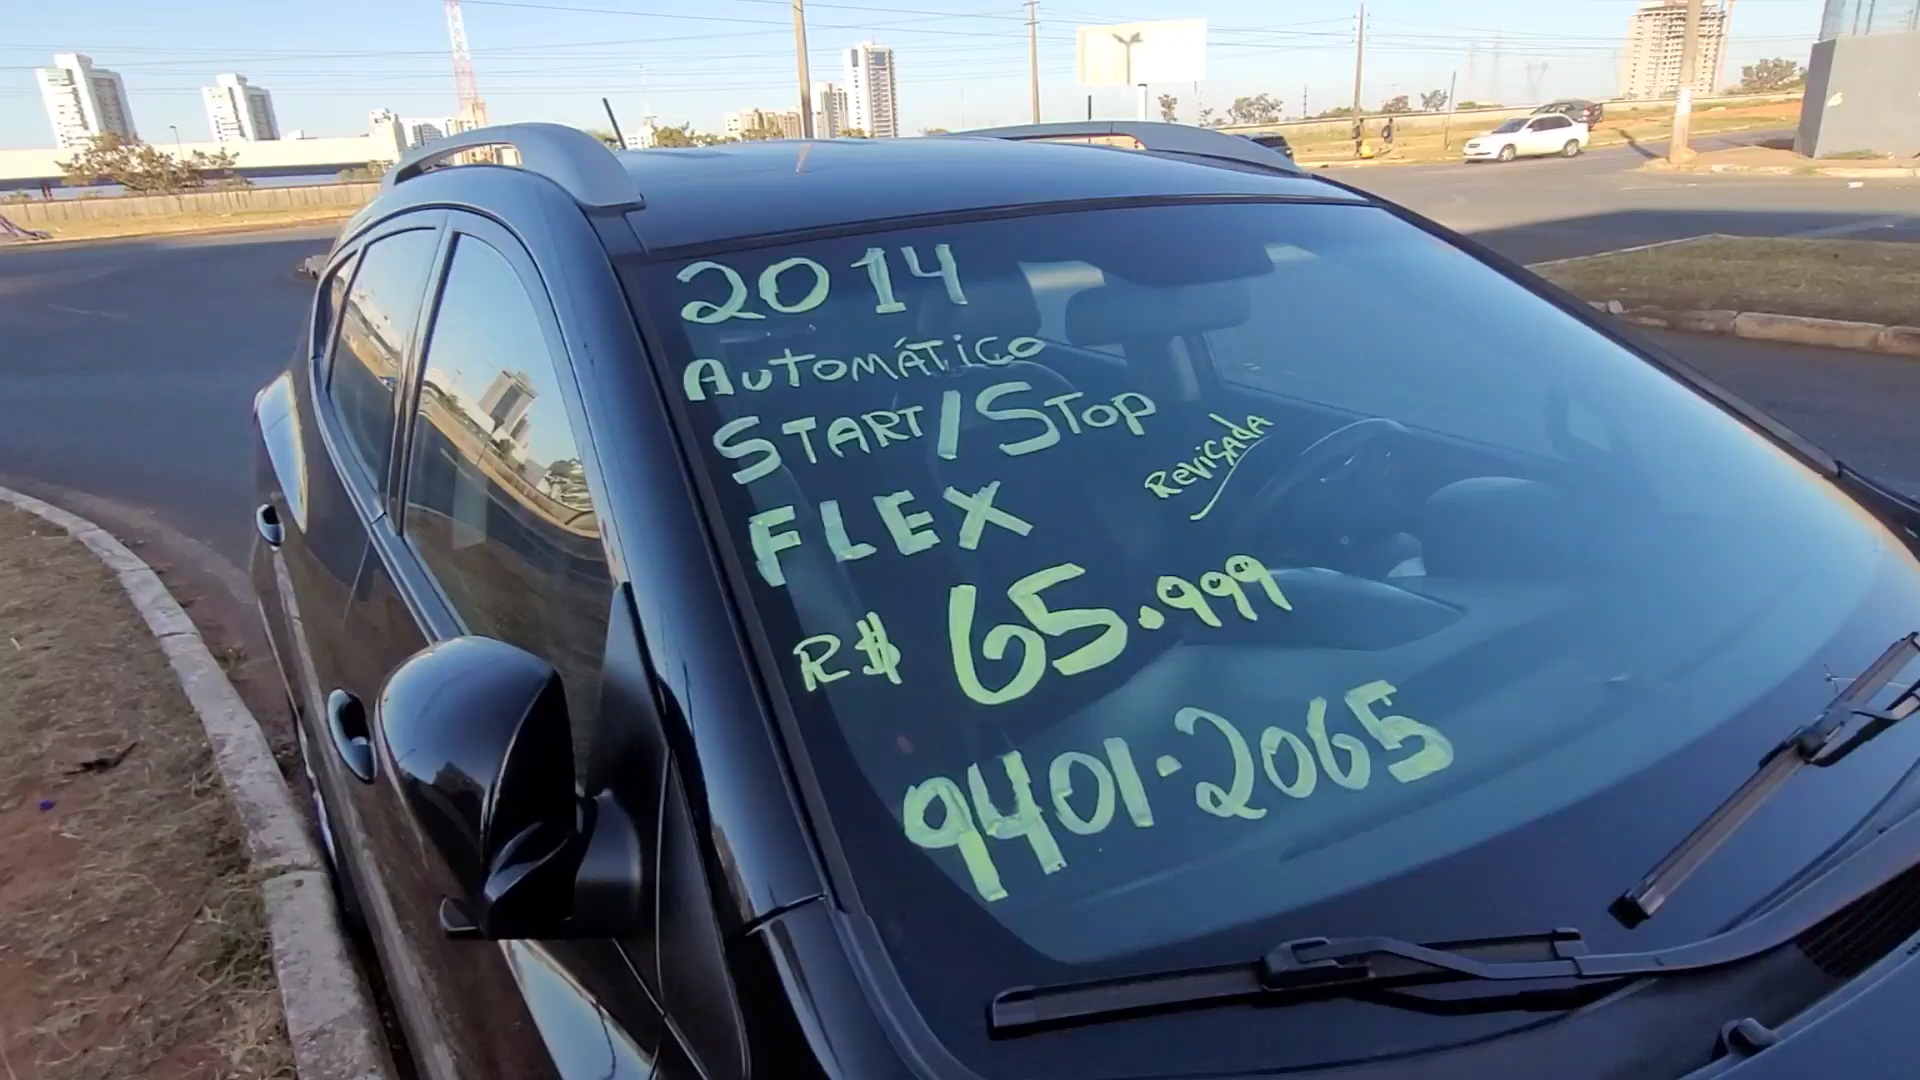 2014
AUTOMÁTICO
START/STOP
FLEX
REVISADA
R$ 65.999
9401-2065